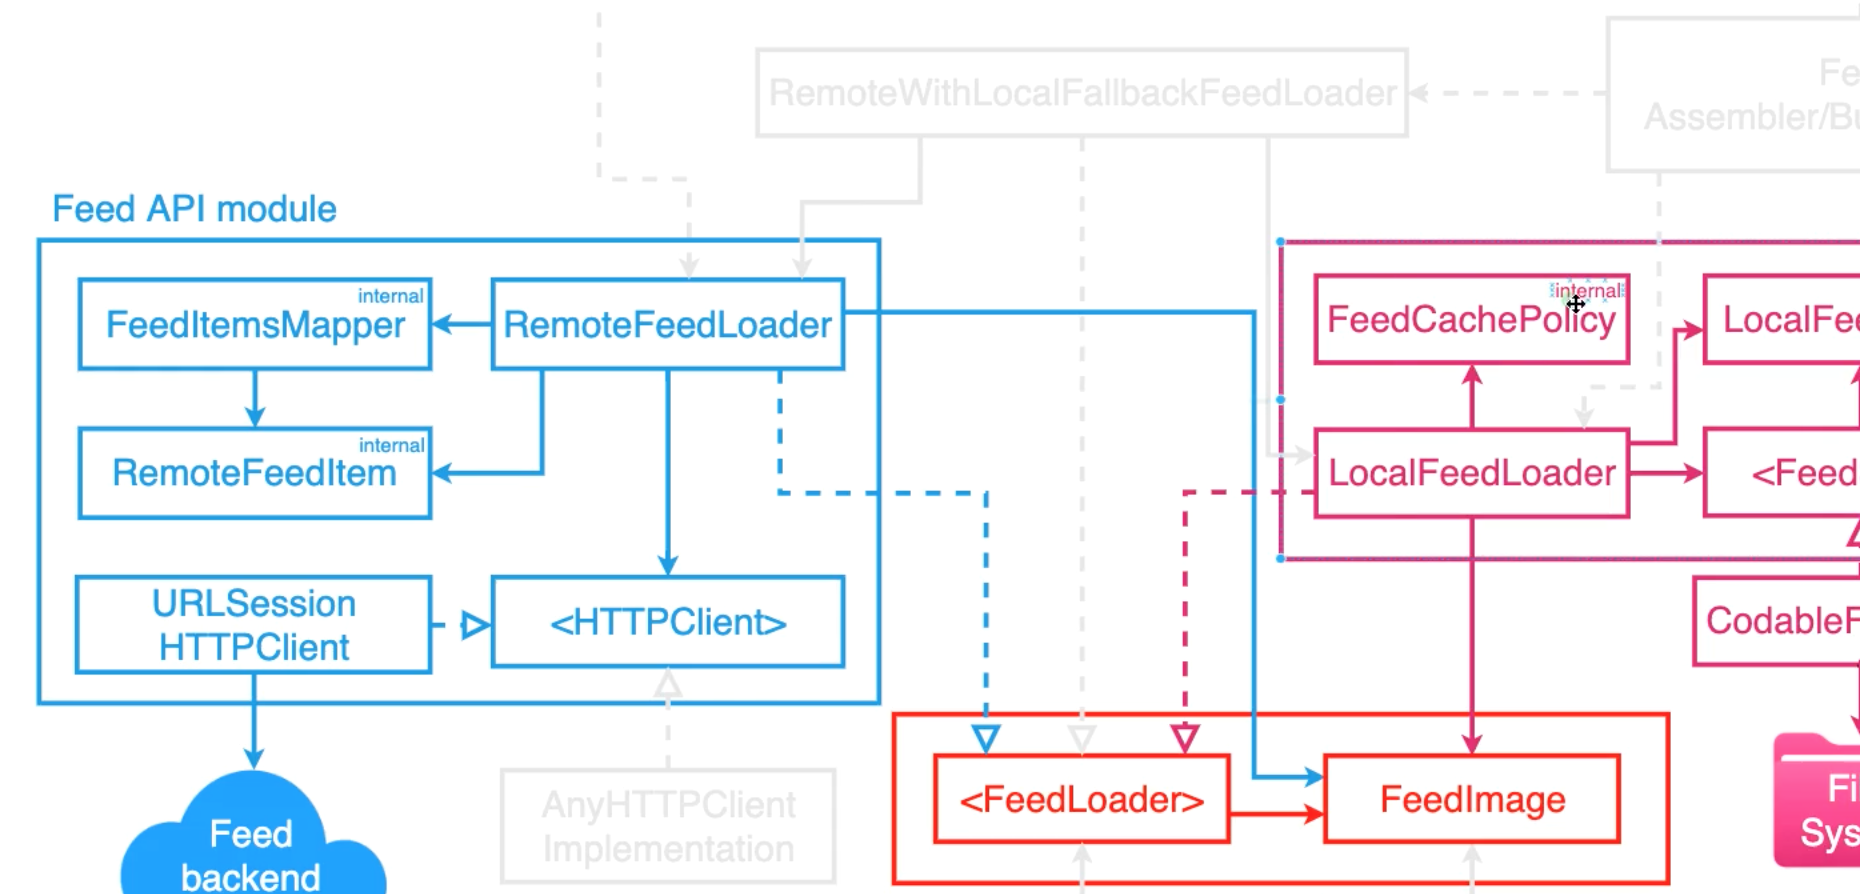 RemoteWithLocalFallbackFeedLoader
Assembler/Bu
Feed API module
internal
FeedItemsMapper
RemoteFeedLoader
internal
FeedCachePolicy
LocalFee
internal
RemoteFeedItem
LocalFeedLoader
<Feed
URLSession
HTTPClient
<HTTPClient>
CodableF
AnyHTTPClient
Implementation
<FeedLoader>
FeedImage
Feed
backend
Fi
Sys
Fe